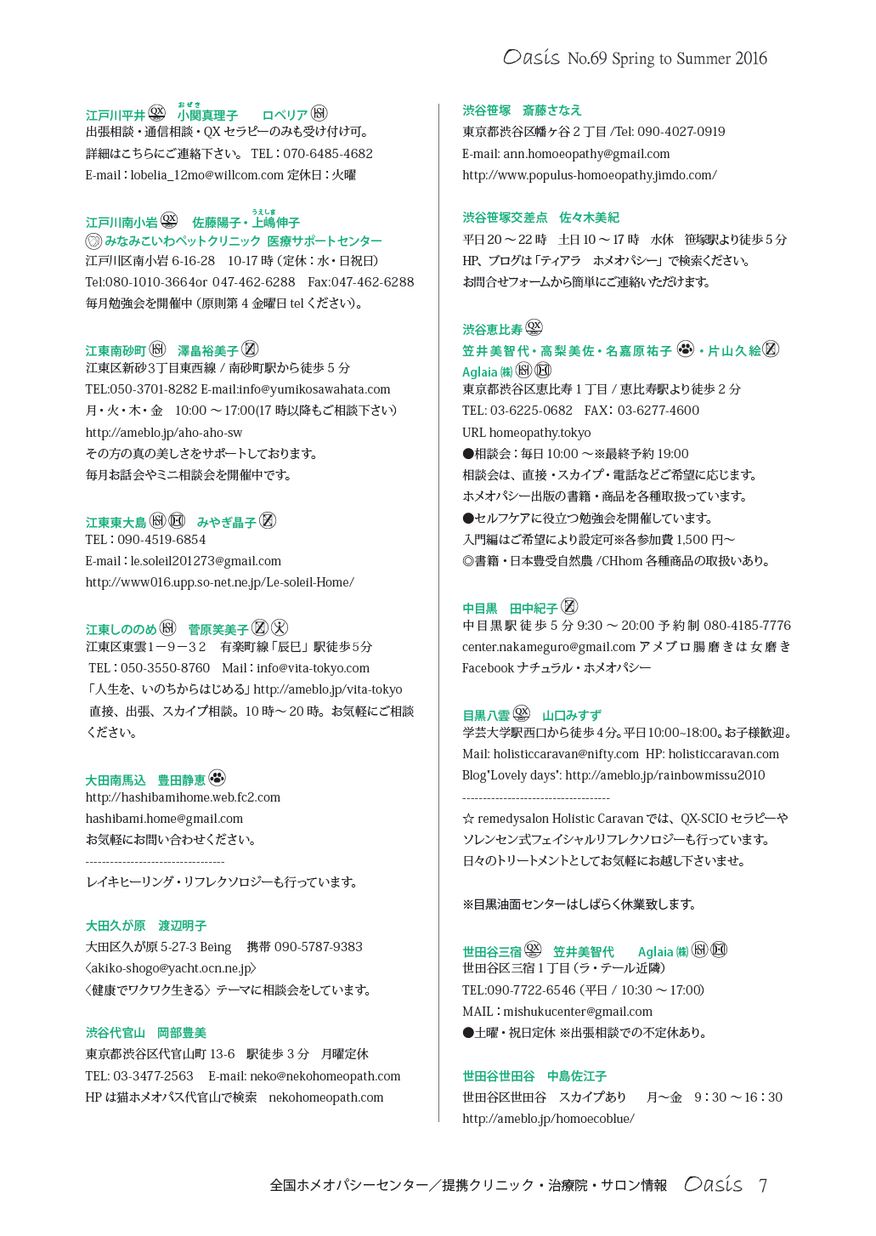 Oasis No.69 Spring to Summer 2016
江戸川平井 QX 小関真理子　ロベリア
おぜき
出張相談・通信相談・QX セラピーのみも受け付け可。
詳細はこちらにご連絡下さい。 TEL：070-6485-4682
E-mail：lobelia_12mo@willcom.com 定休日：火曜
江戸川南小岩 QX 佐藤陽子・上嶋伸子
うえしま
みなみこいわペットクリニック 医療サポートセンター
江戸川区南小岩 6-16-28　10-17 時（定休：水・日祝日）
Tel:080-1010-3664or 047-462-6288　Fax:047-462-6288
毎月勉強会を開催中（原則第 4 金曜日 tel ください）。
江東南砂町　澤畠裕美子
江東区新砂3丁目東西線 / 南砂町駅から徒歩 5 分
TEL:050-3701-8282 E-mail:info@yumikosawahata.com
月・火・木・金　10:00 ～ 17:00(17 時以降もご相談下さい）
http://ameblo.jp/aho-aho-sw
その方の真の美しさをサポートしております。
毎月お話会やミニ相談会を開催中です。
江東東大島　みやぎ晶子
TEL：090-4519-6854
E-mail：le.soleil201273@gmail.com
http://www016.upp.so-net.ne.jp/Le-soleil-Home/
江東しののめ　菅原笑美子
江東区東雲1－9－3 2　有楽町線「辰巳」駅徒歩5分
TEL：050-3550-8760　Mail：info@vita-tokyo.com
「人生を、いのちからはじめる」http://ameblo.jp/vita-tokyo
直接、出張、スカイプ相談。10 時～ 20 時。お気軽にご相談
ください。
大田南馬込　豊田静恵
http://hashibamihome.web.fc2.com
hashibami.home@gmail.com
お気軽にお問い合わせください。
----------------------------------
レイキヒーリング・リフレクソロジーも行っています。
大田久が原　渡辺明子
大田区久が原 5-27-3 Being　携帯 090-5787-9383
〈akiko-shogo@yacht.ocn.ne.jp〉
〈健康でワクワク生きる〉テーマに相談会をしています。
渋谷代官山　岡部豊美
東京都渋谷区代官山町 13-6　駅徒歩 3 分　月曜定休
TEL: 03-3477-2563　E-mail: neko@nekohomeopath.com
HP は猫ホメオパス代官山で検索　nekohomeopath.com
渋谷笹塚　斎藤さなえ
東京都渋谷区幡ヶ谷 2 丁目 /Tel: 090-4027-0919
E-mail: ann.homoeopathy@gmail.com
http://www.populus-homoeopathy.jimdo.com/
渋谷笹塚交差点　佐々木美紀
平日 20 ～ 22 時　土日 10 ～ 17 時　水休　笹塚駅より徒歩 5 分
HP、ブログは「ティアラ　ホメオパシー」で検索ください。
お問合せフォームから簡単にご連絡いただけます。
渋谷恵比寿 QX
笠井美智代・高梨美佐・名嘉原祐子・片山久絵
Aglaia ㈱
東京都渋谷区恵比寿 1 丁目 / 恵比寿駅より徒歩 2 分
TEL: 03-6225-0682　FAX： 03-6277-4600
URL homeopathy.tokyo
●相談会：毎日 10:00 ～※最終予約 19:00
相談会は、直接・スカイプ・電話などご希望に応じます。
ホメオパシー出版の書籍・商品を各種取扱っています。
●セルフケアに役立つ勉強会を開催しています。
入門編はご希望により設定可※各参加費 1,500 円～
◎書籍・日本豊受自然農 /CHhom 各種商品の取扱いあり。
中目黒　田中紀子
中目黒駅徒歩 5 分 9:30 ～ 20:00 予約制 080-4185-7776
center.nakameguro@gmail.com アメブロ腸磨きは女磨き
Facebook ナチュラル・ホメオパシー
目黒八雲 QX 山口みすず
学芸大学駅西口から徒歩 4 分。平日10:00~18:00。お子様歓迎。
Mail: holisticcaravan@nifty.com HP: holisticcaravan.com
Blog"Lovely days": http://ameblo.jp/rainbowmissu2010
------------------------------------
☆ remedysalon Holistic Caravan では、QX-SCIO セラピーや
ソレンセン式フェイシャルリフレクソロジーも行っています。
日々のトリートメントとしてお気軽にお越し下さいませ。
※目黒油面センターはしばらく休業致します。
世田谷三宿 QX 笠井美智代　Aglaia ㈱
世田谷区三宿 1 丁目（ラ・テール近隣）
TEL:090-7722-6546（平日 / 10:30 ～ 17:00）
MAIL：mishukucenter@gmail.com
●土曜・祝日定休 ※出張相談での不定休あり。
世田谷世田谷　中島佐江子
世田谷区世田谷　スカイプあり　月～金　9：30 ～ 16：30
http://ameblo.jp/homoecoblue/
全国ホメオパシーセンター／提携クリニック・治療院・サロン情報　Oasis　7